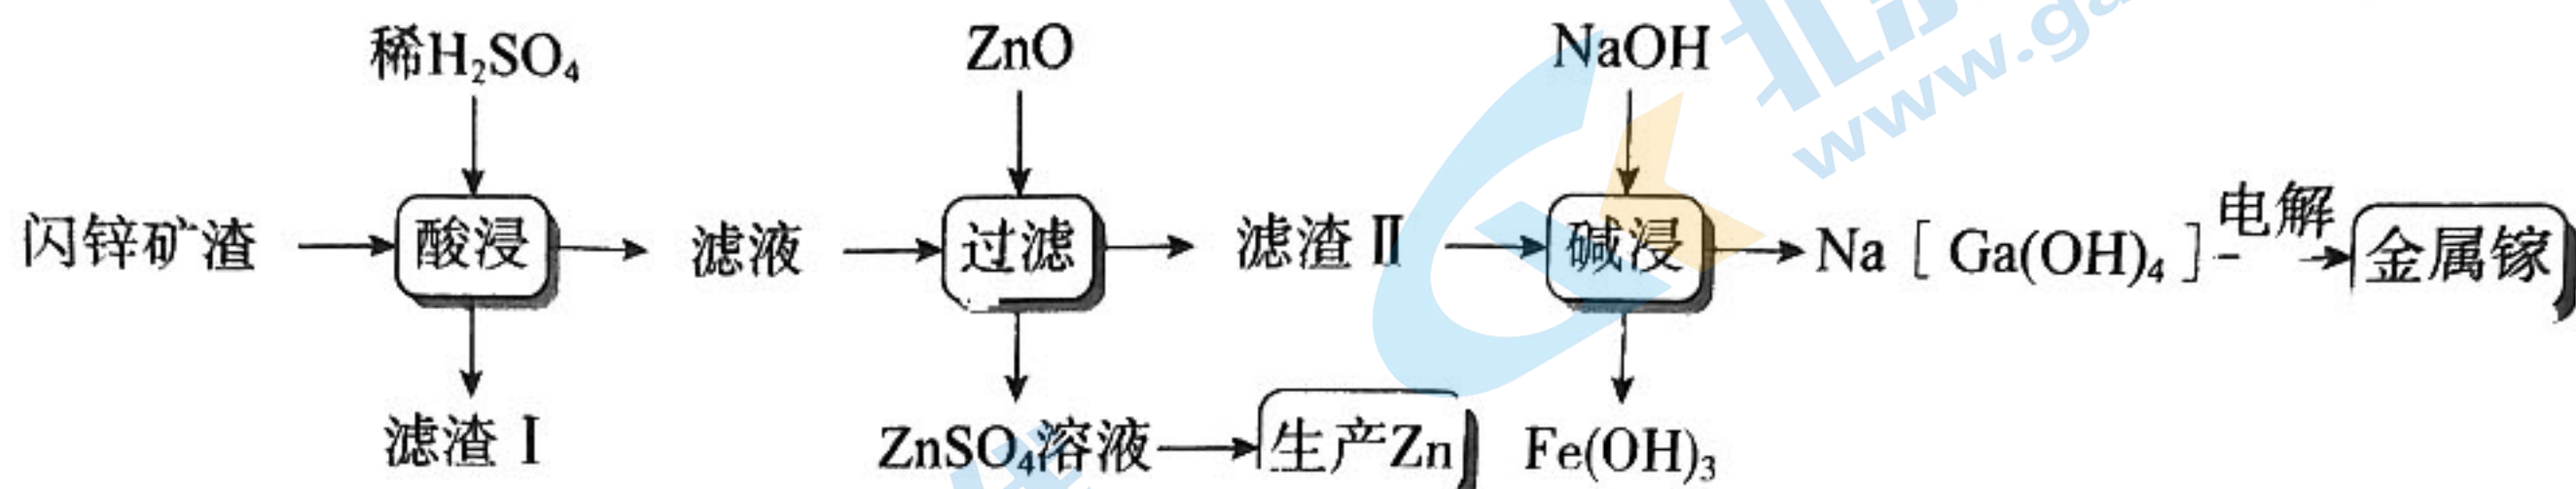 稀H₂SO₄ ZnO NaOH
闪锌矿渣 酸浸 滤液 过滤 滤渣Ⅱ 碱浸 Na［Ga(OH)₄］ 电解 金属镓
滤渣Ⅰ ZnSO₄溶液 生产Zn Fe(OH)₃
www.ga